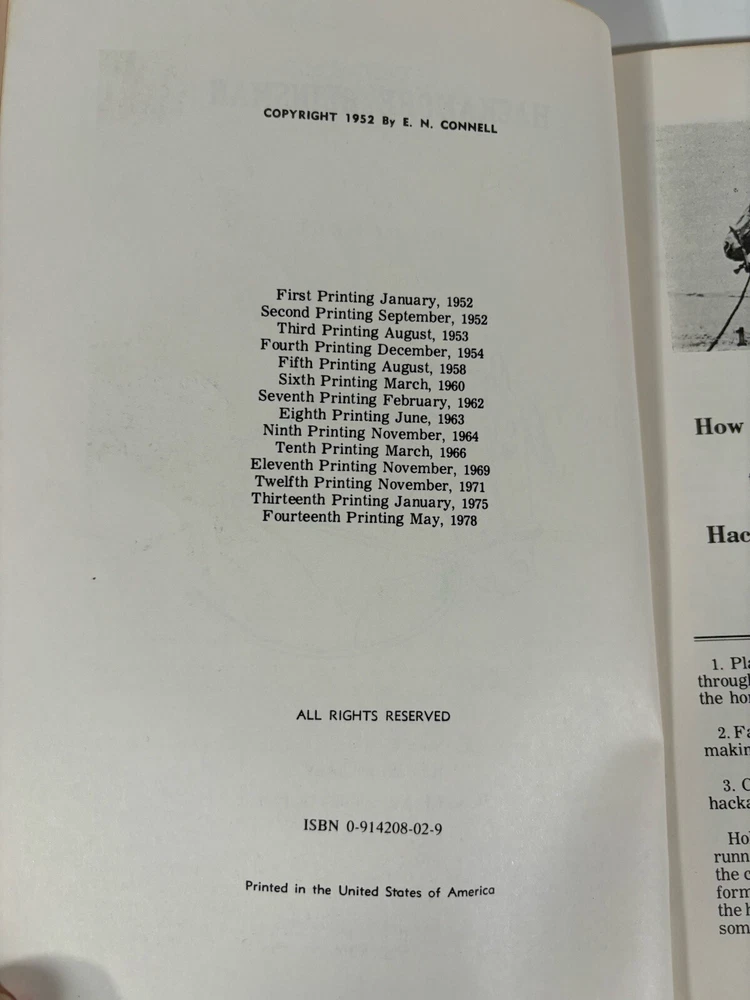 COPYRIGHT 1952 By E. N. CONNELL
First Printing January, 1952
Second Printing September, 1952
Third Printing August, 1953
Fourth Printing December, 1954
Fifth Printing August, 1958
Sixth Printing March, 1960
Seventh Printing February, 1962
Eighth Printing June, 1963
Ninth Printing November, 1964
Tenth Printing March, 1966
Eleventh Printing November, 1969
Twelfth Printing November, 1971
Thirteenth Printing January, 1975
Fourteenth Printing May, 1978
ALL RIGHTS RESERVED
ISBN 0-914208-02-9
Printed in the United States of America
1
How
Hac
1. Pla
through
the ho
2. Fa
makin
3. C
hacka
Ho
runn
the c
form
the h
som